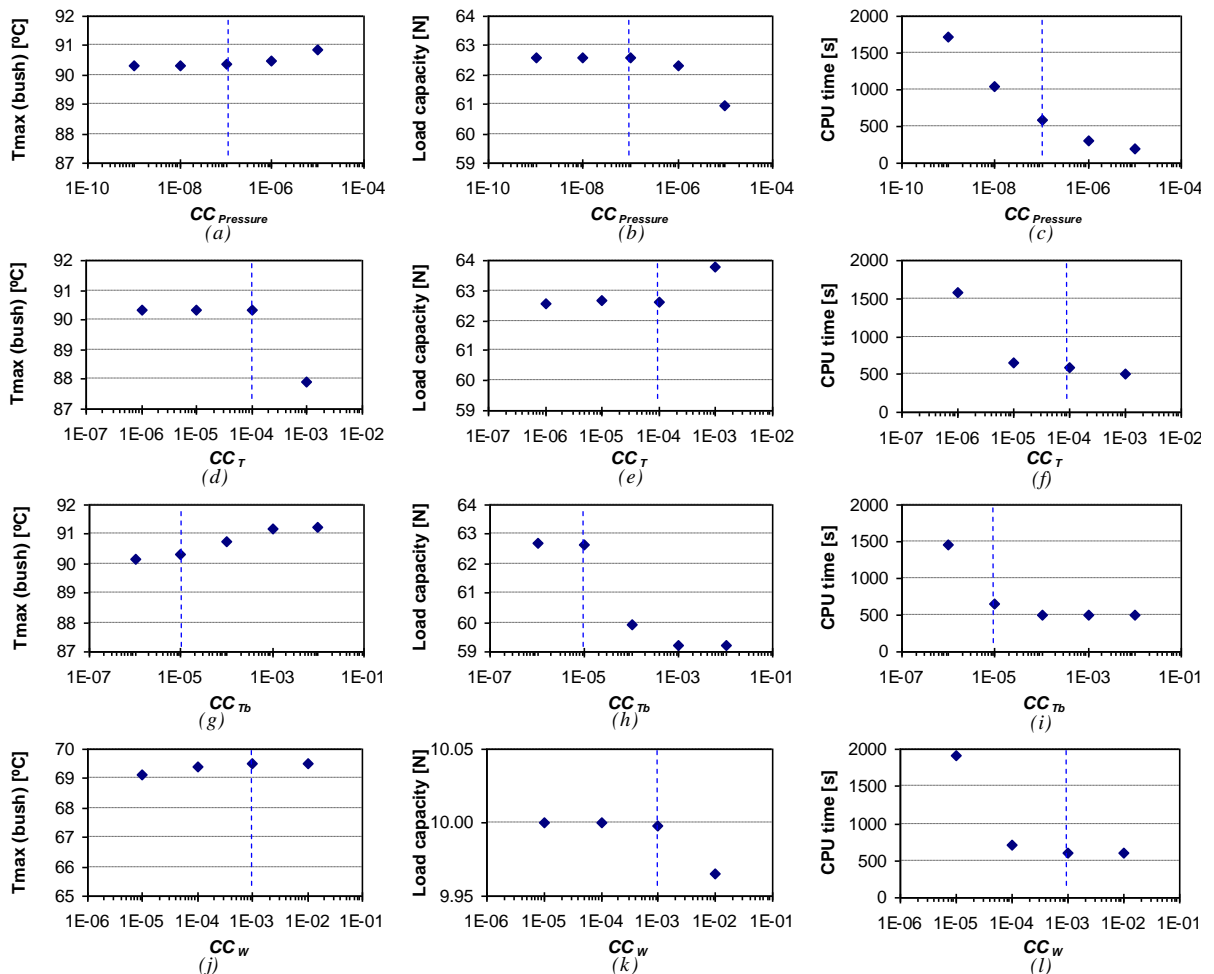 Tmax (bush) [ºC]
92
91
90
89
88
87
1E-10 1E-08 1E-06 1E-04
CC Pressure
(a)
Load capacity [N]
64
63
62
61
60
59
1E-10 1E-08 1E-06 1E-04
CC Pressure
(b)
CPU time [s]
2000
1500
1000
500
0
1E-10 1E-08 1E-06 1E-04
CC Pressure
(c)
Tmax (bush) [ºC]
92
91
90
89
88
87
1E-07 1E-06 1E-05 1E-04 1E-03 1E-02
CC T
(d)
Load capacity [N]
64
63
62
61
60
59
1E-07 1E-06 1E-05 1E-04 1E-03 1E-02
CC T
(e)
CPU time [s]
2000
1500
1000
500
0
1E-07 1E-06 1E-05 1E-04 1E-03 1E-02
CC T
(f)
Tmax (bush) [ºC]
92
91
90
89
88
87
1E-07 1E-05 1E-03 1E-01
CC Tb
(g)
Load capacity [N]
64
63
62
61
60
59
1E-07 1E-05 1E-03 1E-01
CC Tb
(h)
CPU time [s]
2000
1500
1000
500
0
1E-07 1E-05 1E-03 1E-01
CC Tb
(i)
Tmax (bush) [ºC]
70
69
68
67
66
65
1E-06 1E-05 1E-04 1E-03 1E-02 1E-01
CC W
(j)
Load capacity [N]
10.05
10.00
9.95
1E-06 1E-05 1E-04 1E-03 1E-02 1E-01
CC W
(k)
CPU time [s]
2000
1500
1000
500
0
1E-06 1E-05 1E-04 1E-03 1E-02 1E-01
CC W
(l)